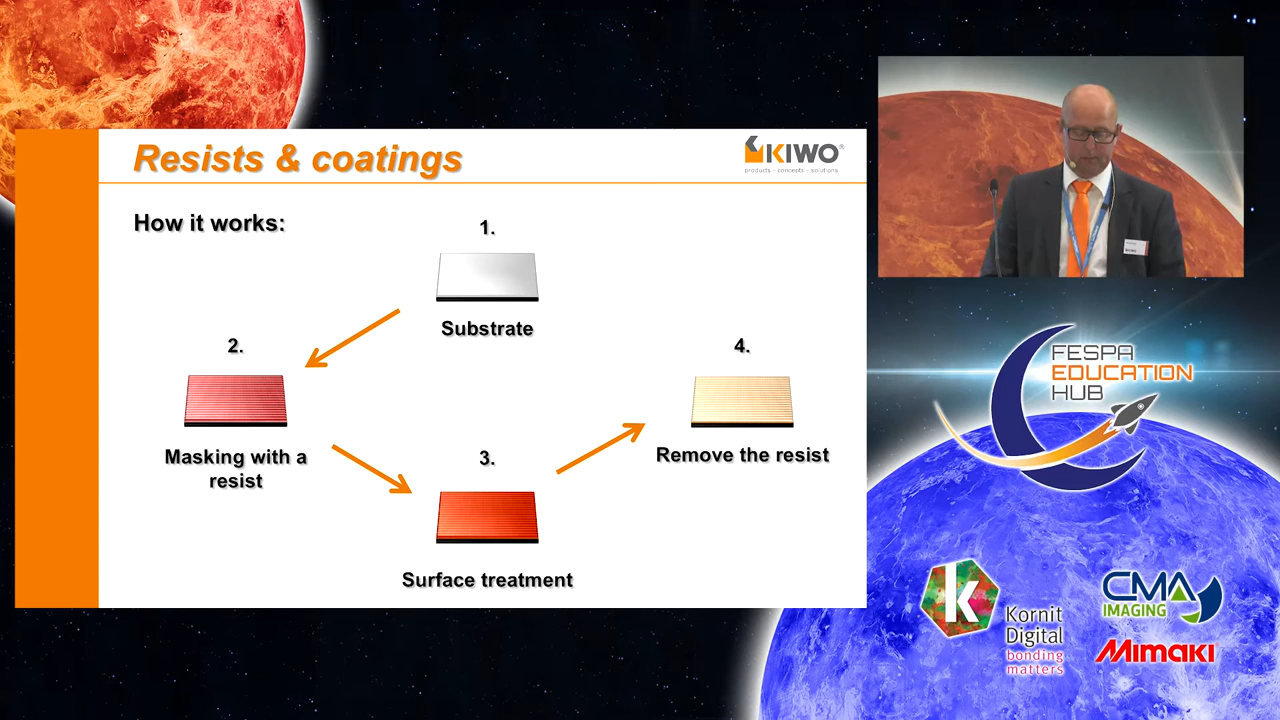 Resists & coatings
KIWO®
products - concepts - solutions
How it works:
1.
Substrate
2.
Masking with a
resist
3.
Surface treatment
4.
Remove the resist
FESPA
EDUCATION
HUB
k
Kornit
Digital
bonding
matters
CMA
IMAGING
Mimaki